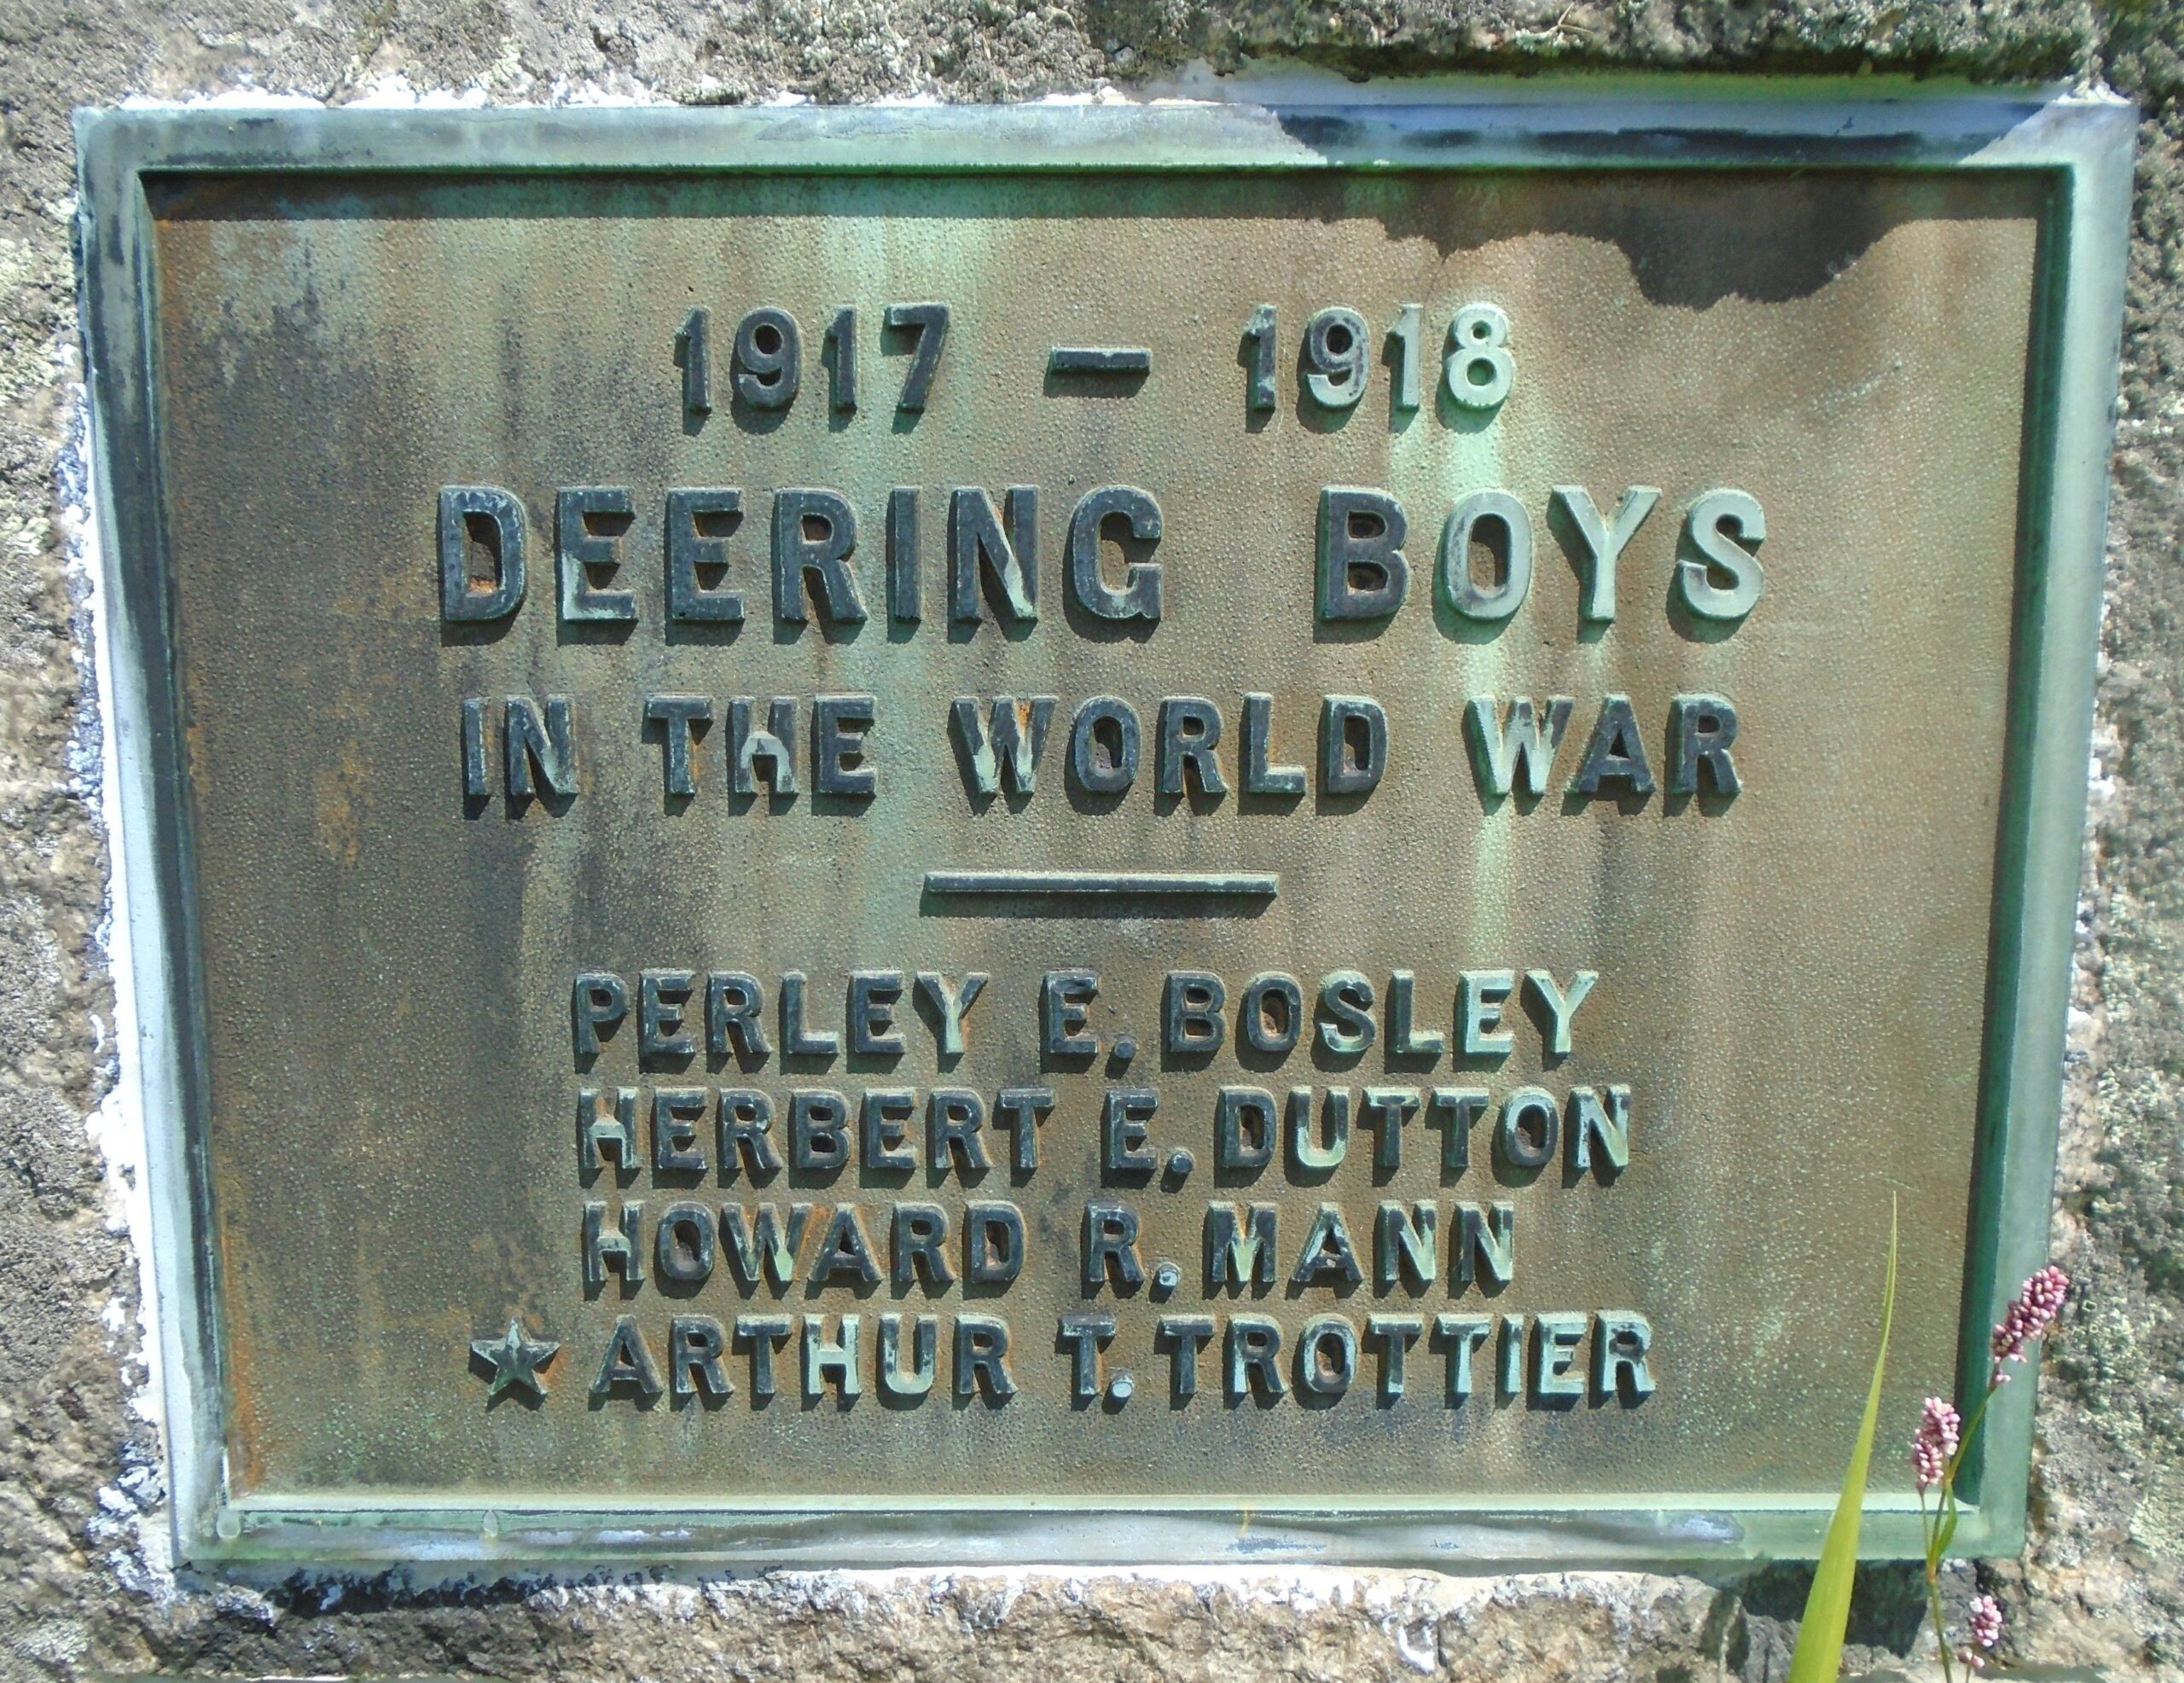 1917 — 1918
DEERING BOYS
IN THE WORLD WAR
PERLEY E. BOSLEY
HERBERT E. DUTTON
HOWARD R. MANN
★ ARTHUR T. TROTTIER